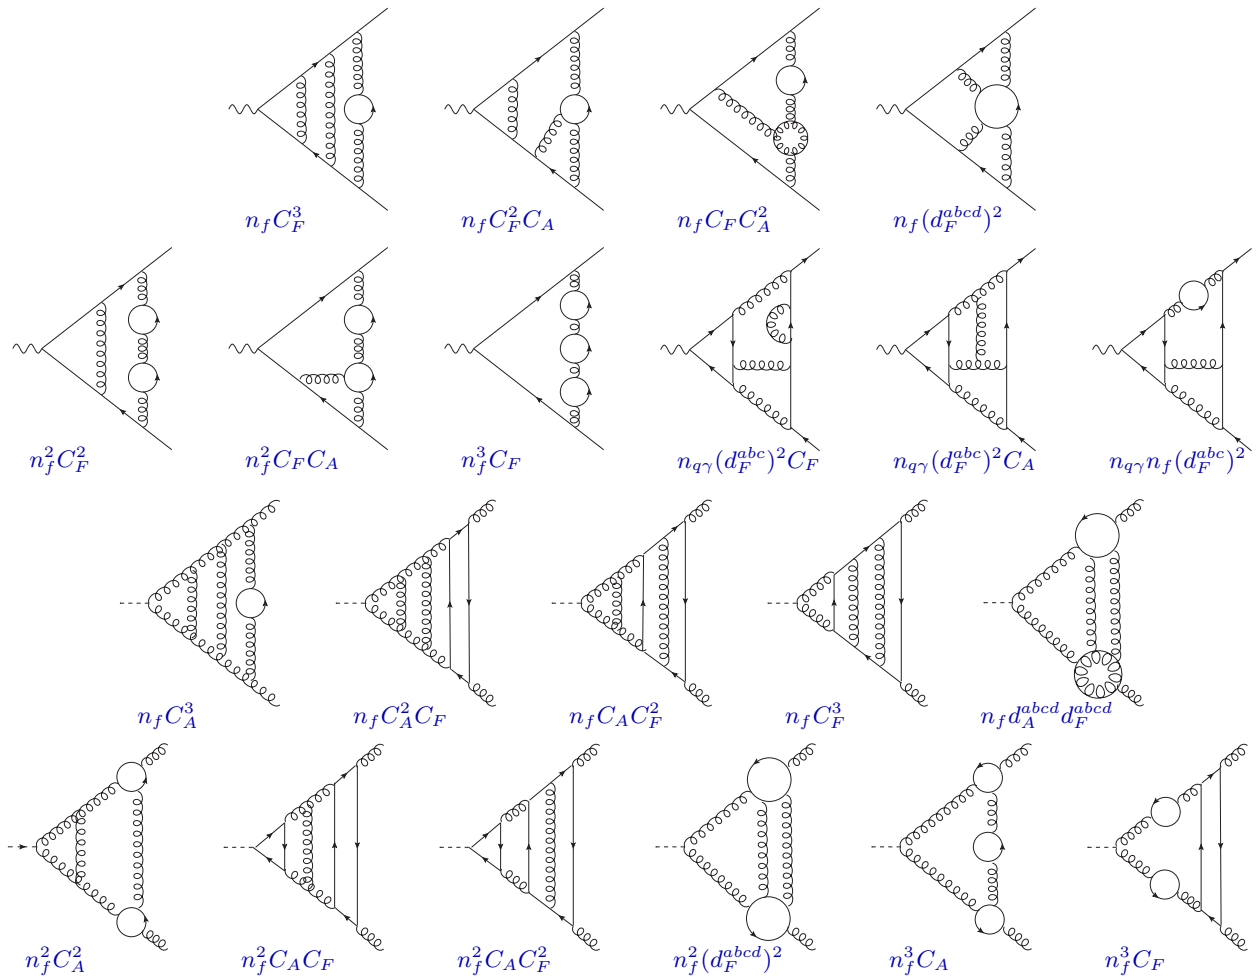 n_f C_F^3 n_f C_F^2 C_A n_f C_F C_A^2 n_f (d_F^{abcd})^2
n_f^2 C_F^2 n_f^2 C_F C_A n_f^3 C_F n_{qγ} (d_F^{abc})^2 C_F n_{qγ} (d_F^{abc})^2 C_A n_{qγ} n_f (d_F^{abc})^2
n_f C_A^3 n_f C_A^2 C_F n_f C_A C_F^2 n_f C_F^3 n_f d_A^{abcd} d_F^{abcd}
n_f^2 C_A^2 n_f^2 C_A C_F n_f^2 C_A C_F^2 n_f^2 (d_F^{abcd})^2 n_f^3 C_A n_f^3 C_F